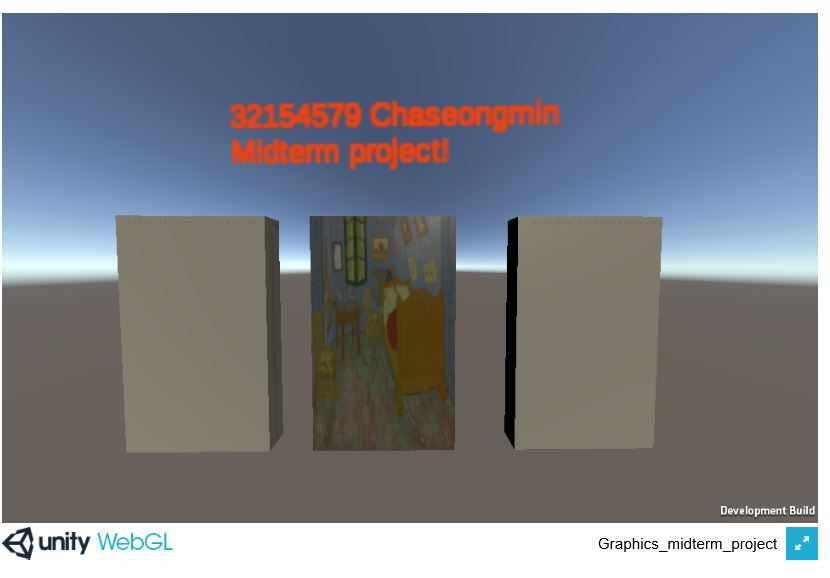 32154579 Chaseongmin
Midterm project!
Development Build
unity WebGL
Graphics_midterm_project